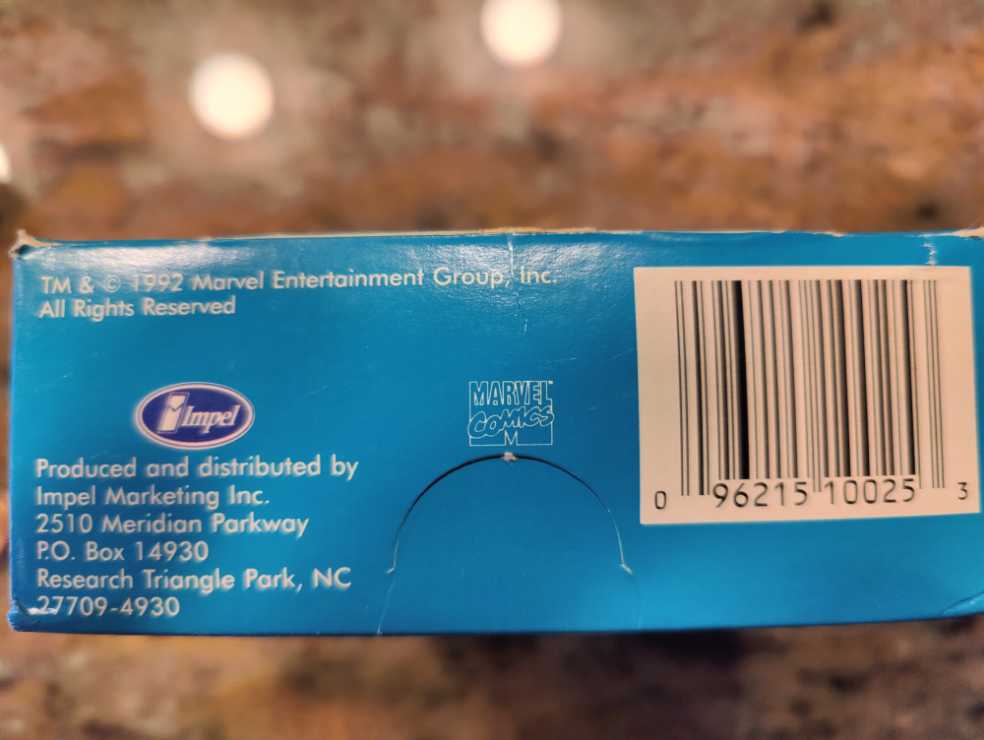 TM & © 1992 Marvel Entertainment Group, Inc.
All Rights Reserved
Impel
MARVEL™
COMICS
M
Produced and distributed by
Impel Marketing Inc.
2510 Meridian Parkway
P.O. Box 14930
Research Triangle Park, NC
27709-4930
0 96215 10025 3